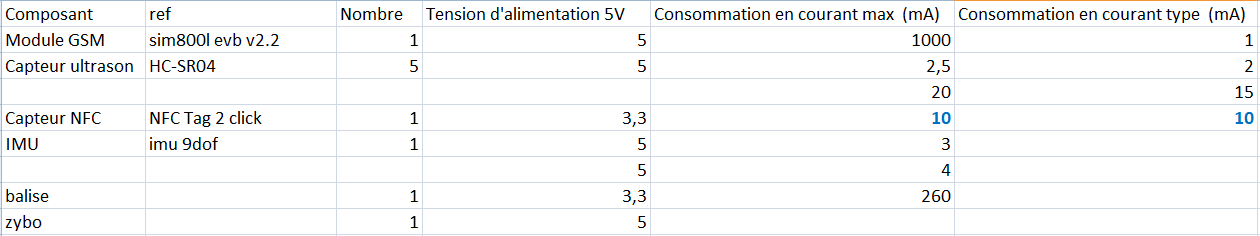 Composant ref Nombre Tension d'alimentation 5V Consommation en courant max (mA) Consommation en courant type (mA)
Module GSM sim800l evb v2.2 1 5 1000 1
Capteur ultrason HC-SR04 5 5 2,5 2
20 15
Capteur NFC NFC Tag 2 click 1 3,3 10 10
IMU imu 9dof 1 5 3
5 4
balise 1 3,3 260
zybo 1 5